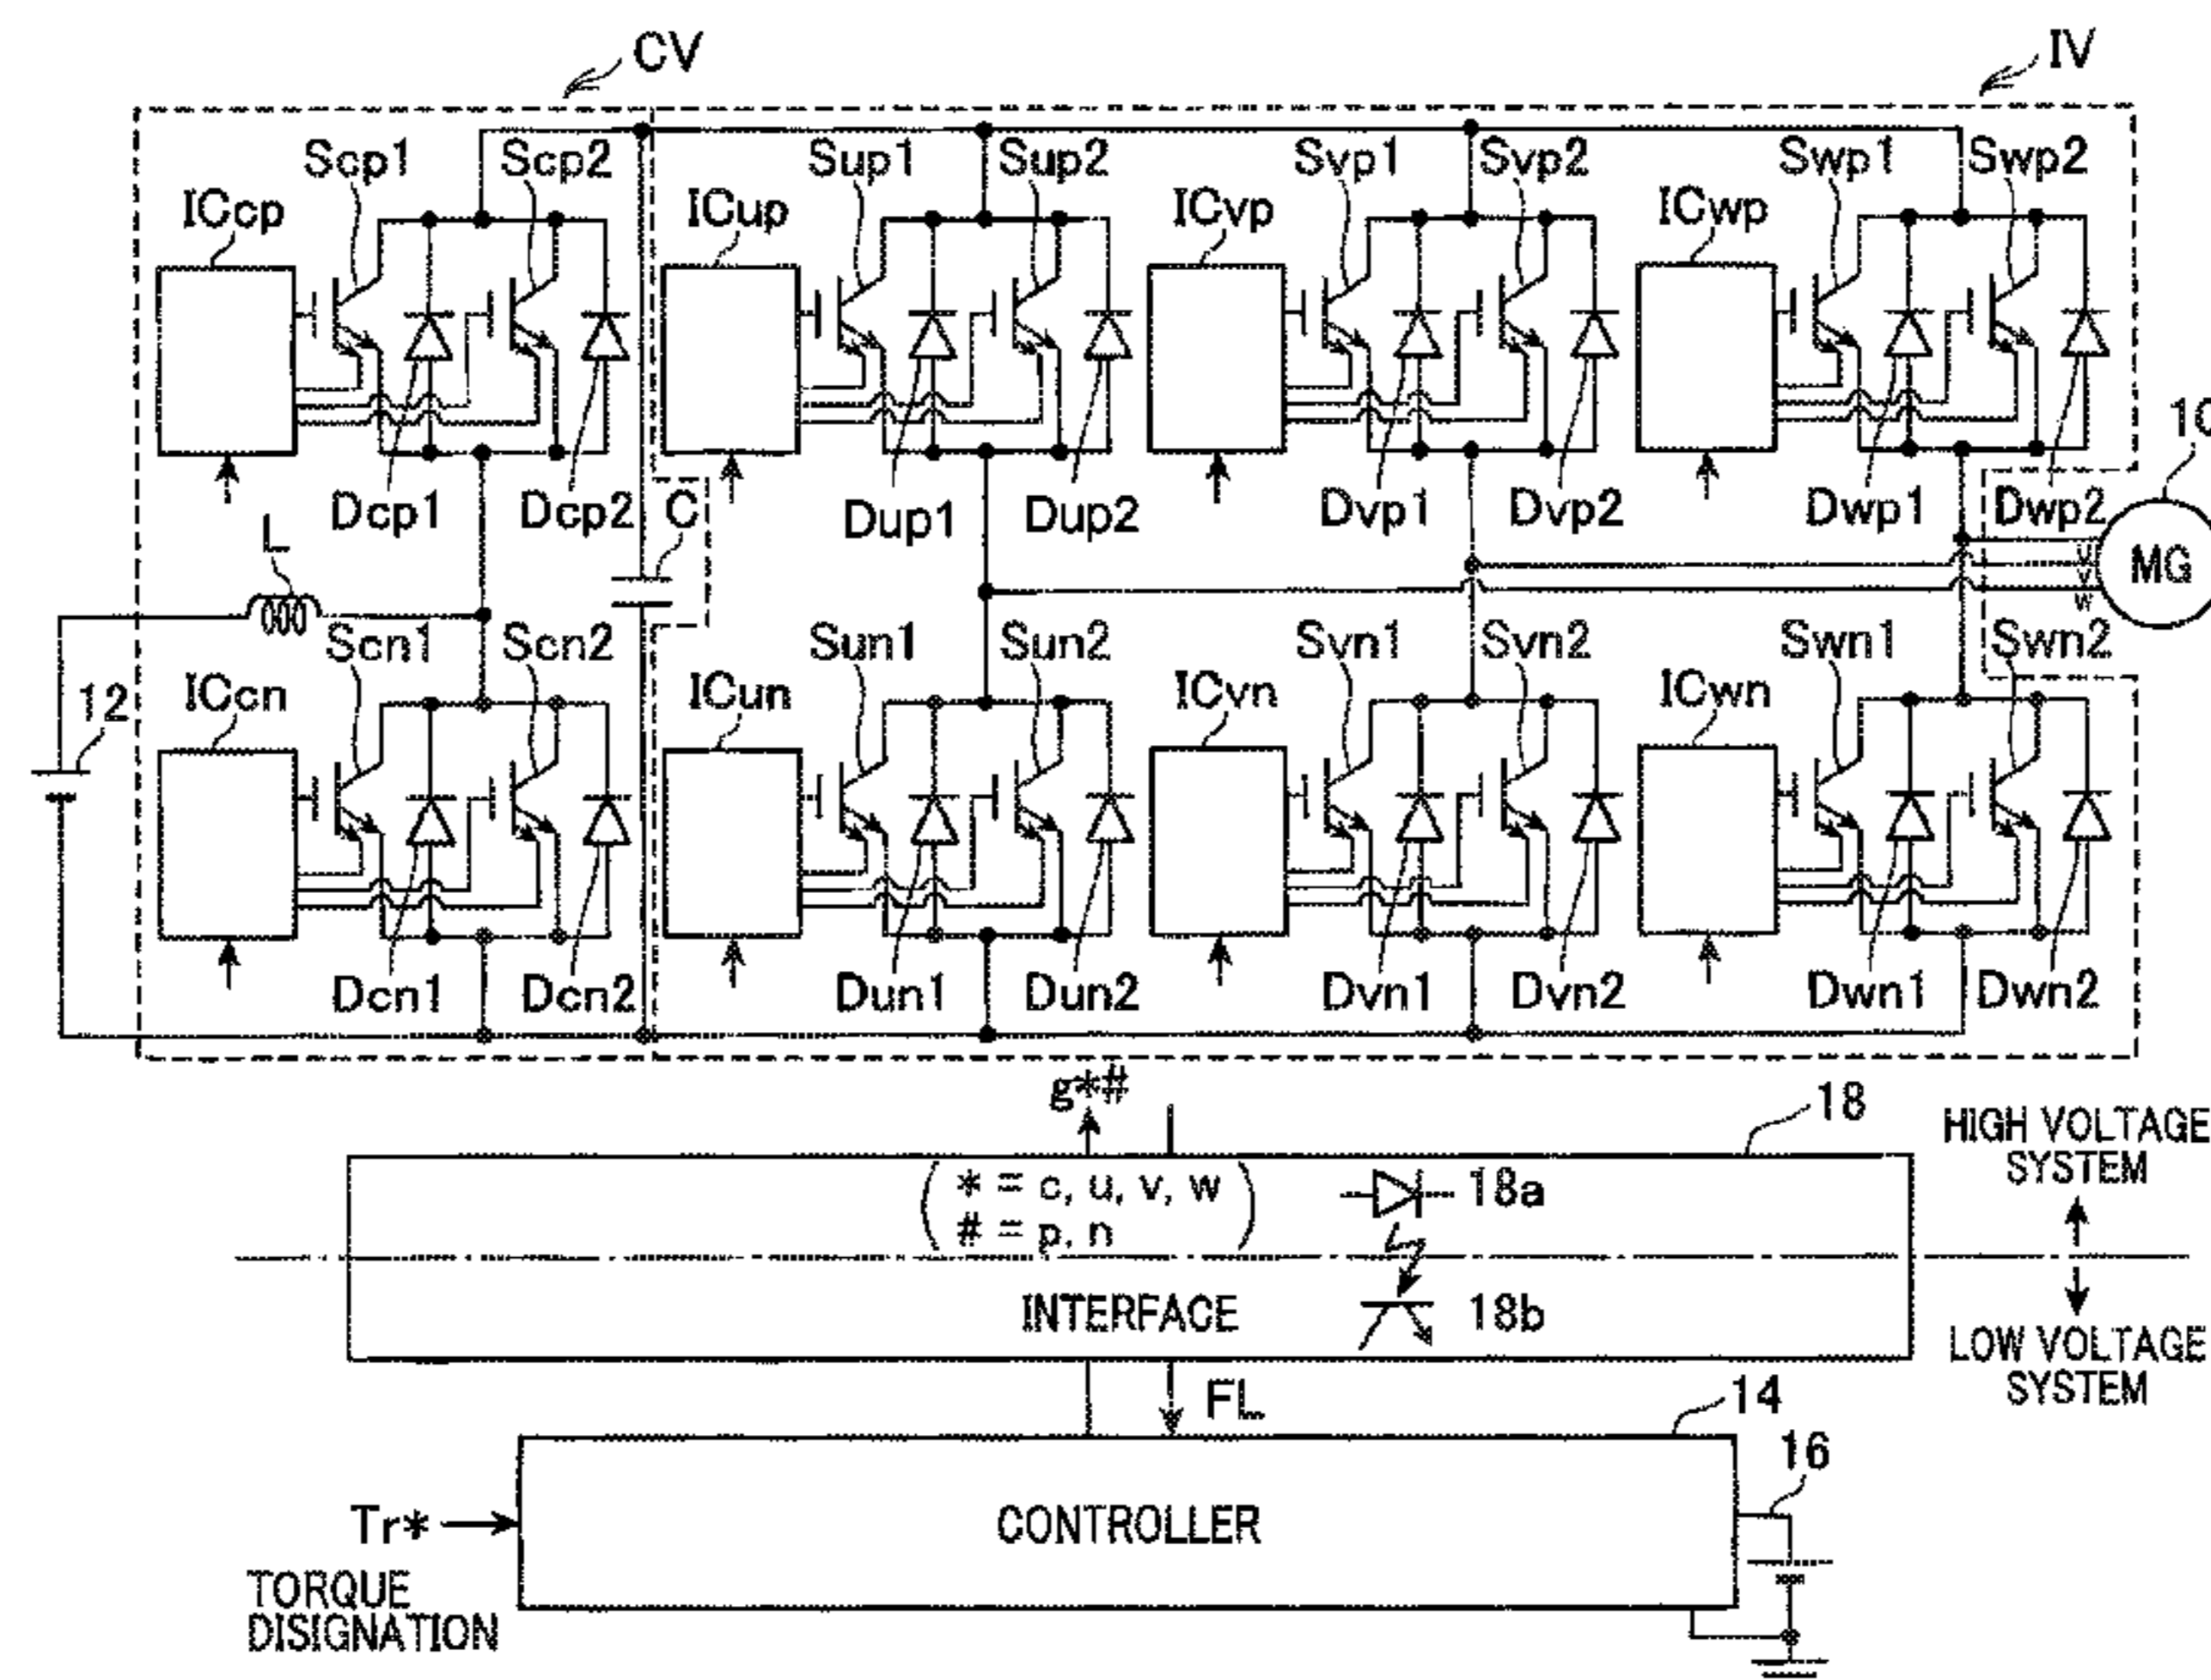 CV
IV
Scp1 Scp2 Sup1 Sup2 Svp1 Svp2 Swp1 Swp2
ICcp ICup ICvp ICwp
10
Dcp1 Dcp2 C Dup1 Dup2 Dvp1 Dvp2 Dwp1 Dwp2
L
U
V
W
MG
Scn1 Scn2 Sun1 Sun2 Svn1 Svn2 Swn1 Swn2
12 ICcn ICun ICvn ICwn
Dcn1 Dcn2 Dun1 Dun2 Dvn1 Dvn2 Dwn1 Dwn2
g*#
18
HIGH VOLTAGE
SYSTEM
( * = c, u, v, w
# = p, n )
18a
INTERFACE
18b
LOW VOLTAGE
SYSTEM
FL
14
16
Tr*
CONTROLLER
TORQUE
DISIGNATION